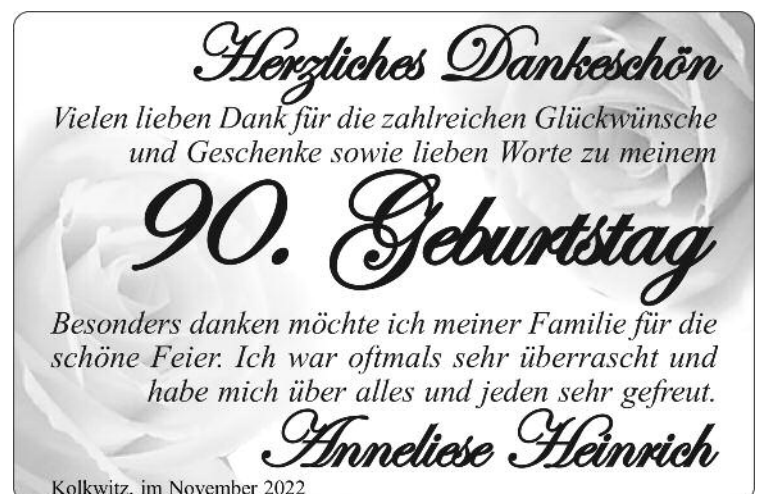 Herzliches Dankeschön
Vielen lieben Dank für die zahlreichen Glückwünsche
und Geschenke sowie lieben Worte zu meinem
90. Geburtstag
Besonders danken möchte ich meiner Familie für die
schöne Feier. Ich war oftmals sehr überrascht und
habe mich über alles und jeden sehr gefreut.
Anneliese Heinrich
Kolkwitz, im November 2022